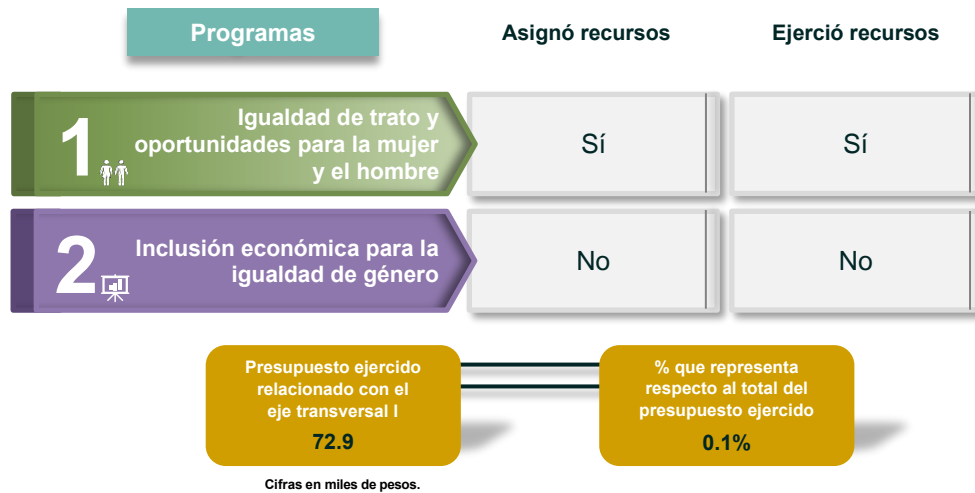 Programas
Asignó recursos
Ejerció recursos
1
Igualdad de trato y
oportunidades para la mujer
y el hombre
Sí
Sí
2
Inclusión económica para la
igualdad de género
No
No
Presupuesto ejercido
relacionado con el
eje transversal I
72.9
% que representa
respecto al total del
presupuesto ejercido
0.1%
Cifras en miles de pesos.